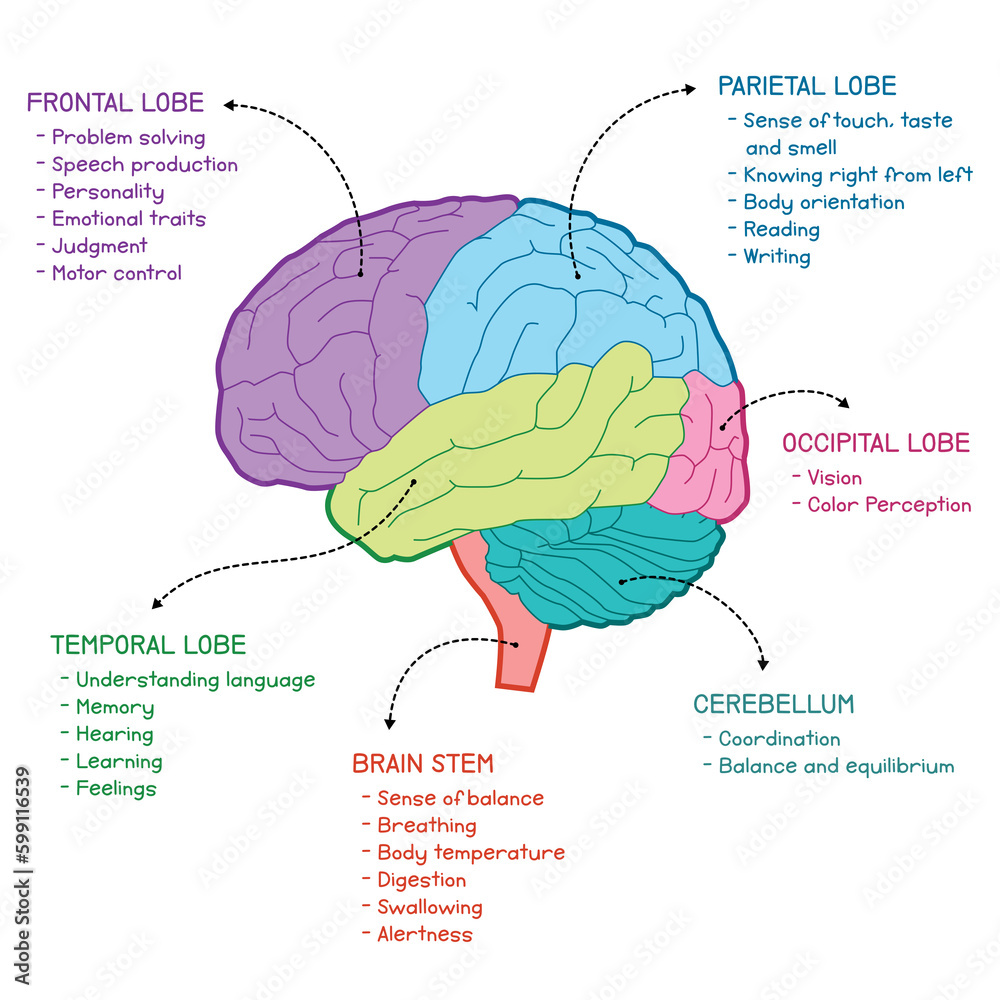 FRONTAL LOBE
- Problem solving
- Speech production
- Personality
- Emotional traits
- Judgment
- Motor control
PARIETAL LOBE
- Sense of touch, taste
and smell
- Knowing right from left
- Body orientation
- Reading
- Writing
OCCIPITAL LOBE
- Vision
- Color Perception
TEMPORAL LOBE
- Understanding language
- Memory
- Hearing
- Learning
- Feelings
BRAIN STEM
- Sense of balance
- Breathing
- Body temperature
- Digestion
- Swallowing
- Alertness
CEREBELLUM
- Coordination
- Balance and equilibrium
Adobe Stock | #599116539
Adobe Stock